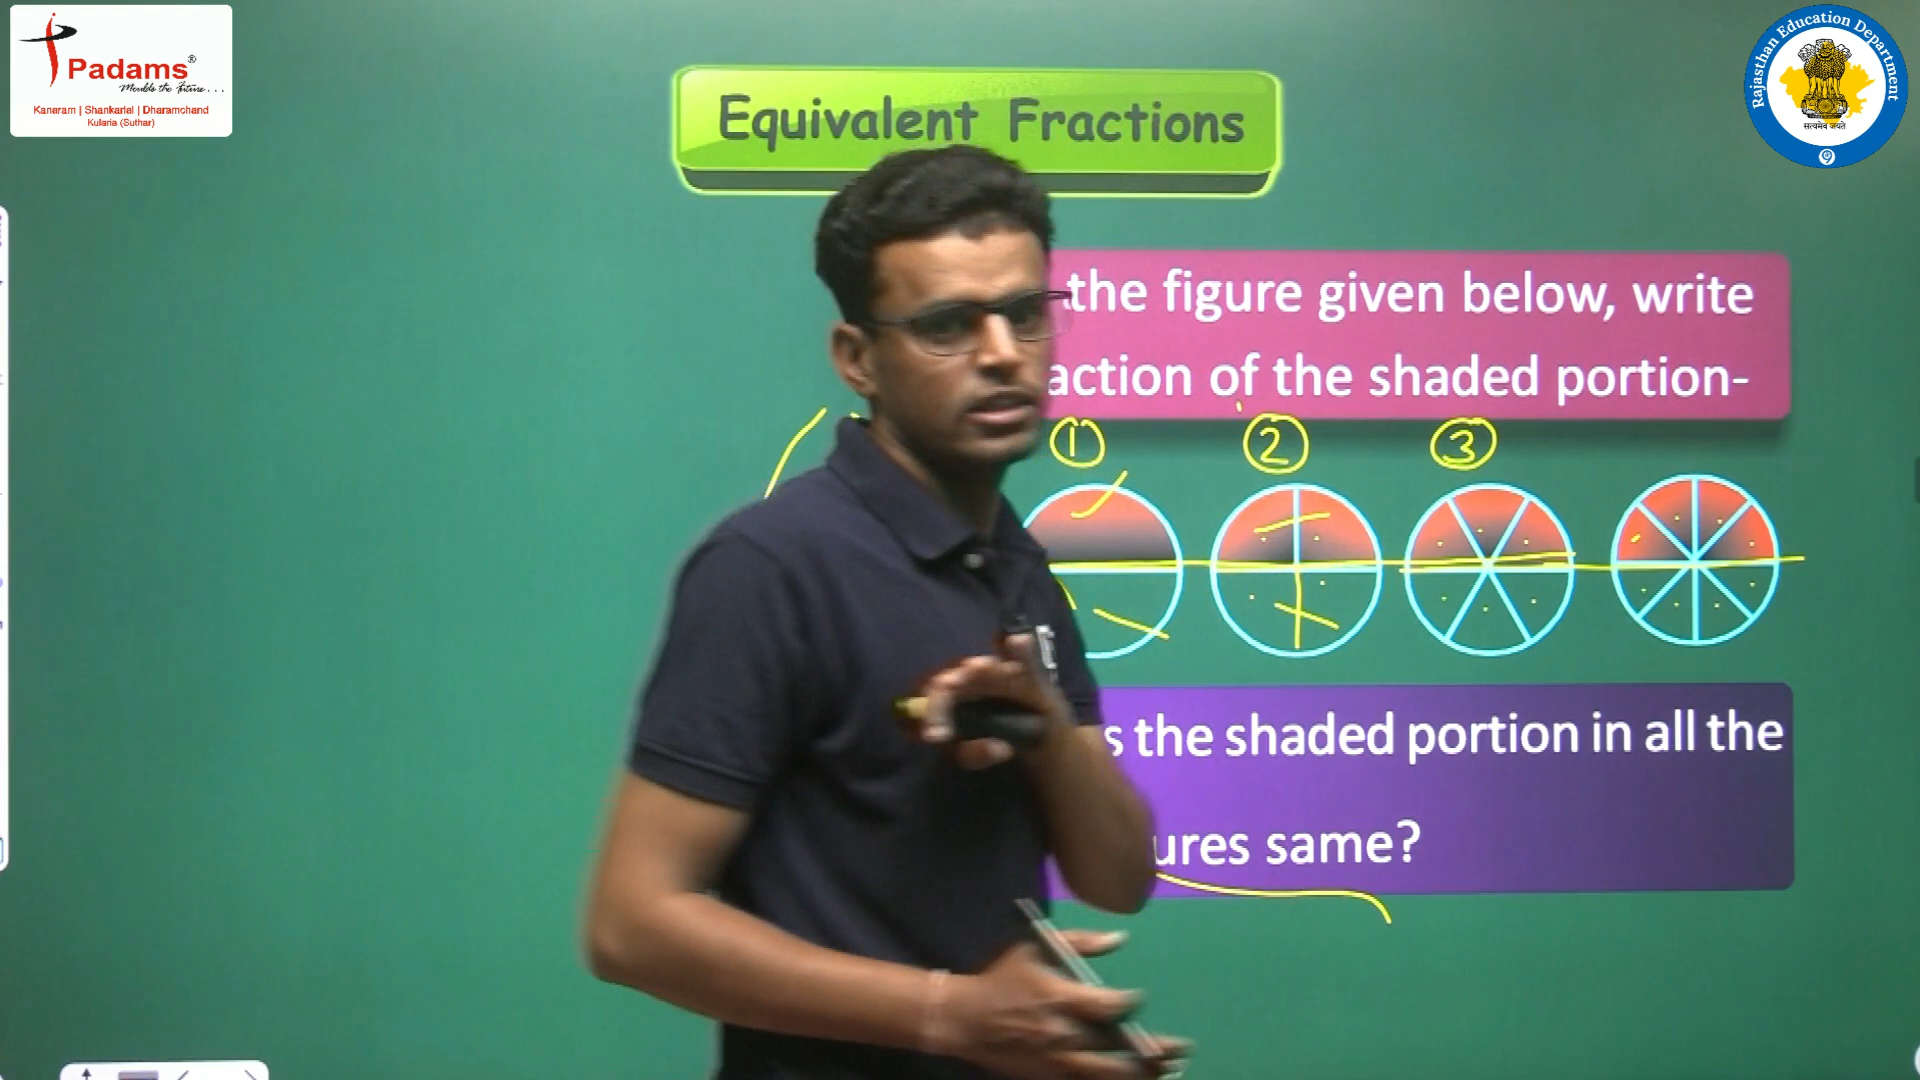 Padams®
Moulds the Future...
Kanaram | Shankarlal | Dharamchand
Kularia (Suthar)
Rajasthan Education Department
सत्यमेव जयते
Equivalent Fractions
the figure given below, write
action of the shaded portion-
1 2 3
s the shaded portion in all the
ures same?